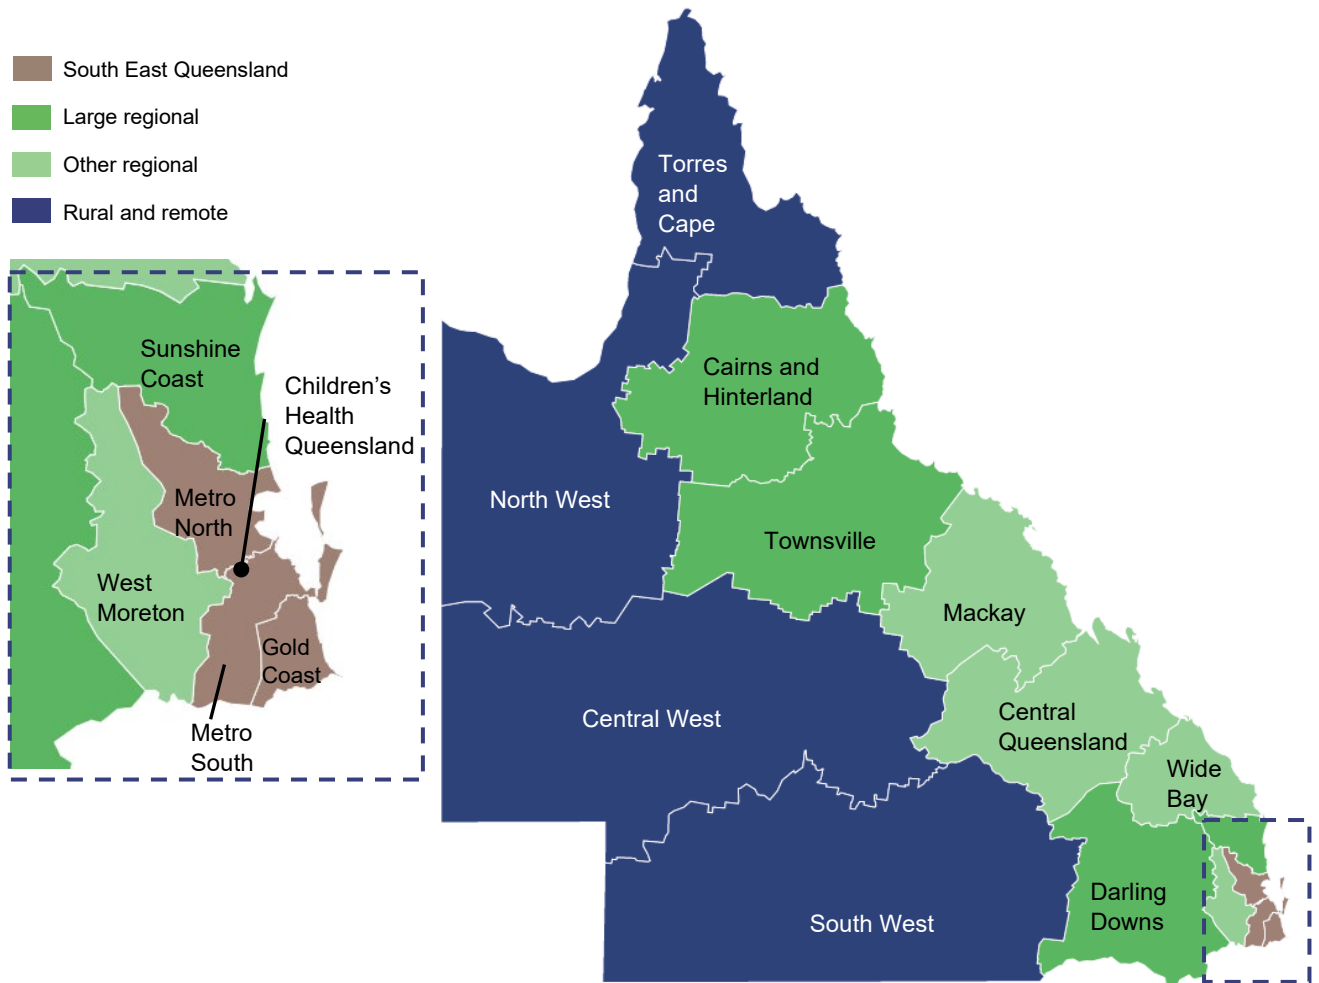 South East Queensland
Large regional
Other regional
Rural and remote
Torres
and
Cape
Sunshine
Coast
Children’s
Health
Queensland
Cairns and
Hinterland
Metro
North
North West
Townsville
West
Moreton
Mackay
Gold
Coast
Metro
South
Central West
Central
Queensland
Wide
Bay
Darling
Downs
South West